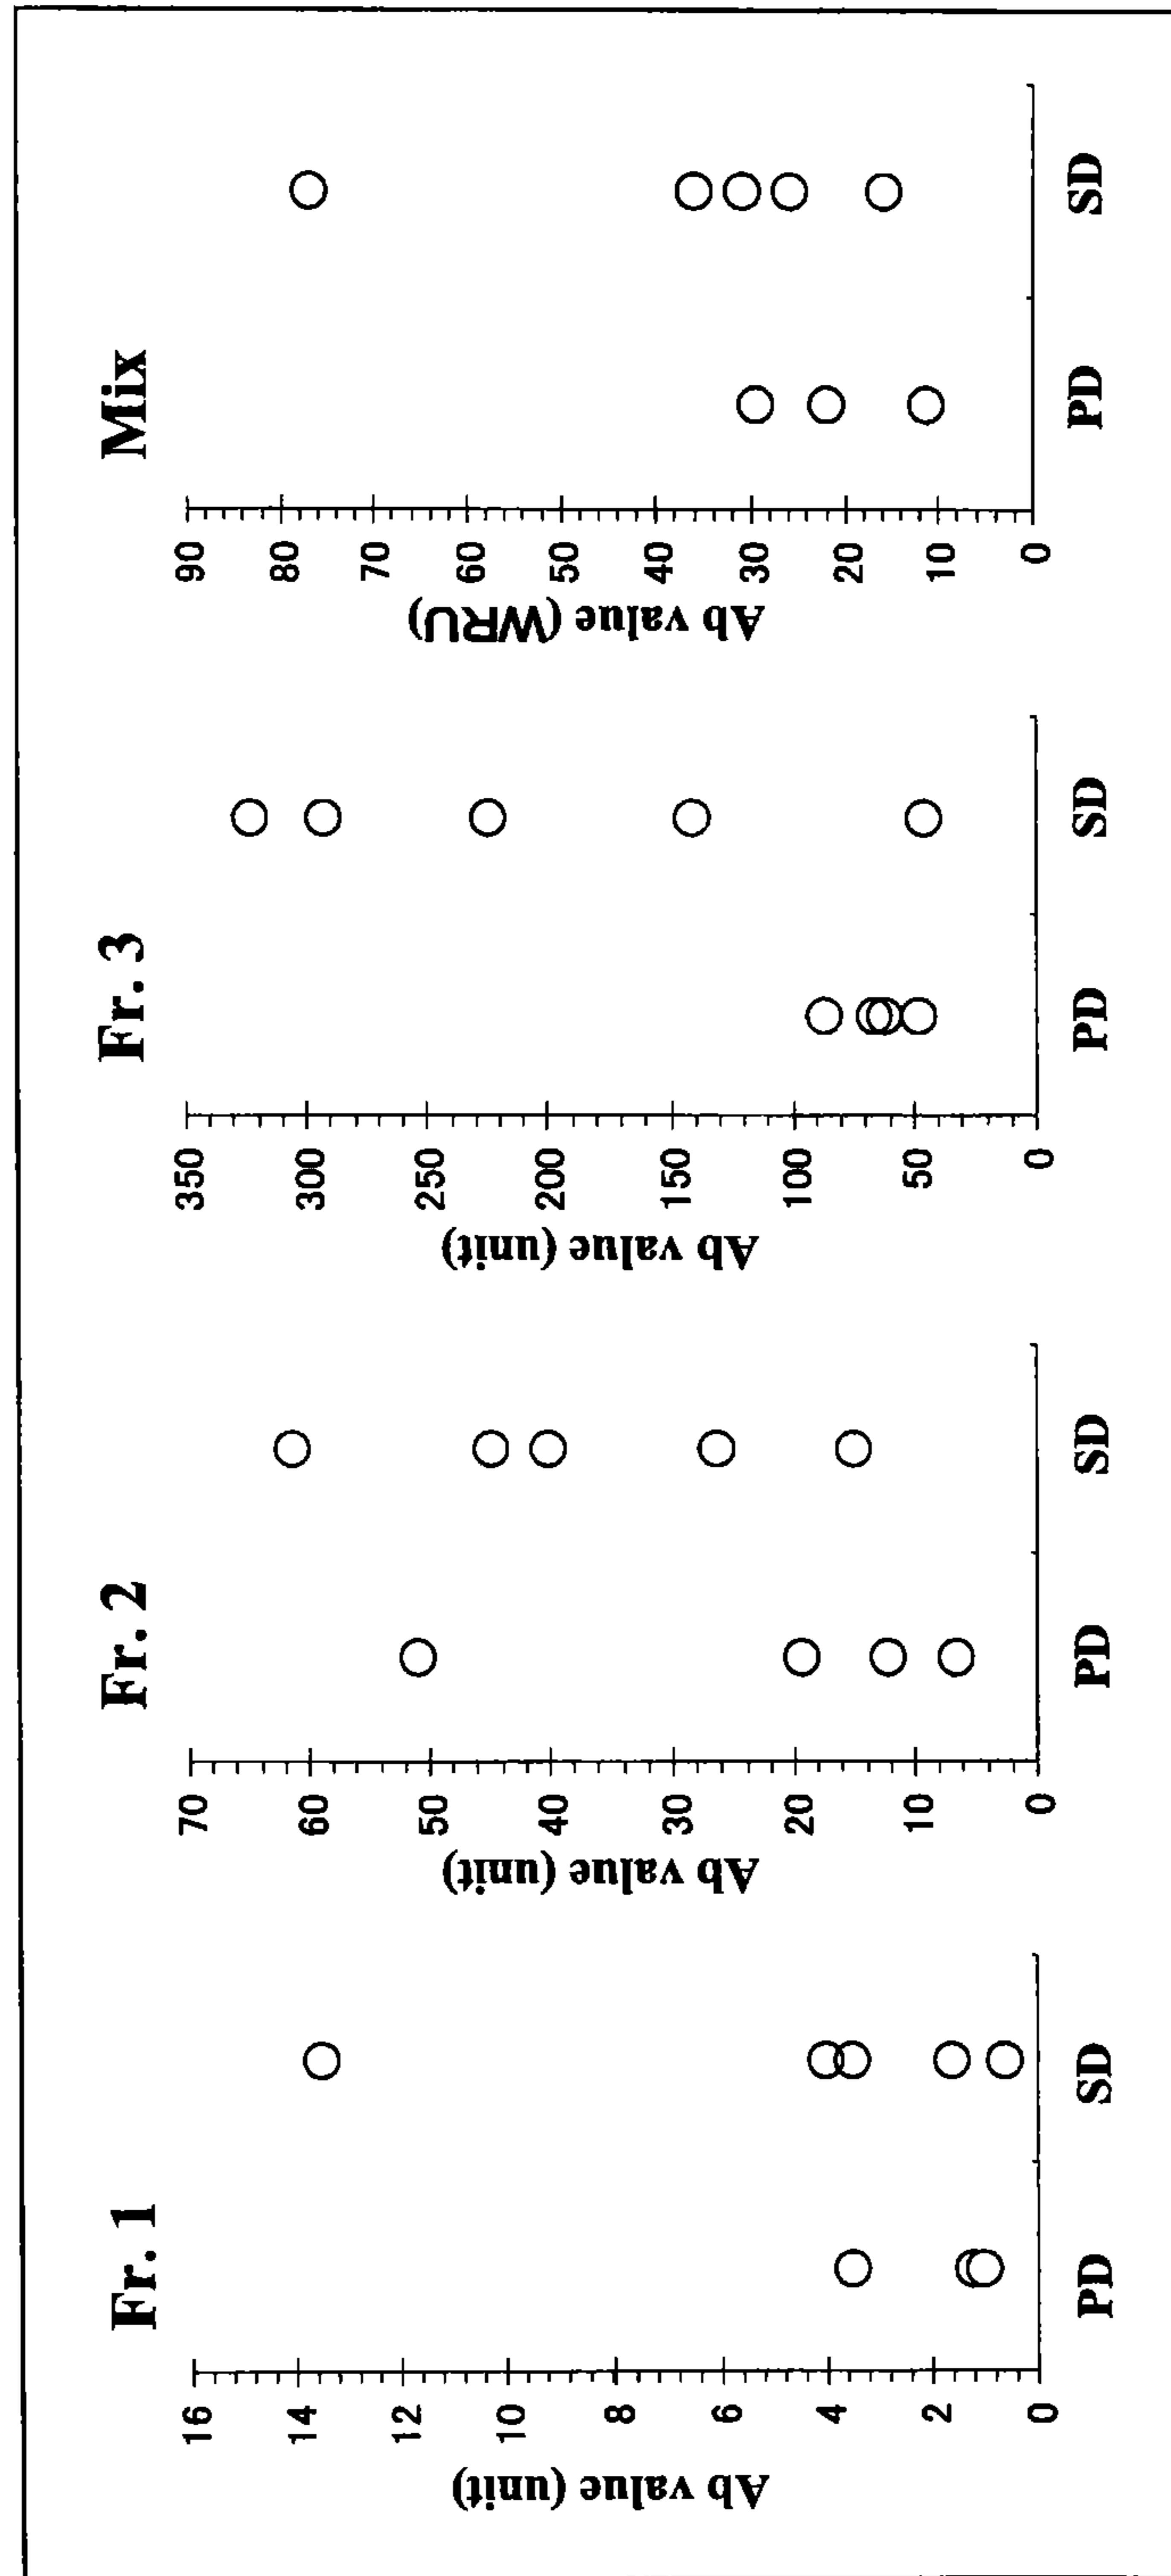 Fr. 1
Ab value (unit)
16
14
12
10
8
6
4
2
0
PD
SD
Fr. 2
Ab value (unit)
70
60
50
40
30
20
10
0
PD
SD
Fr. 3
Ab value (unit)
350
300
250
200
150
100
50
0
PD
SD
Mix
Ab value (WRU)
90
80
70
60
50
40
30
20
10
0
PD
SD